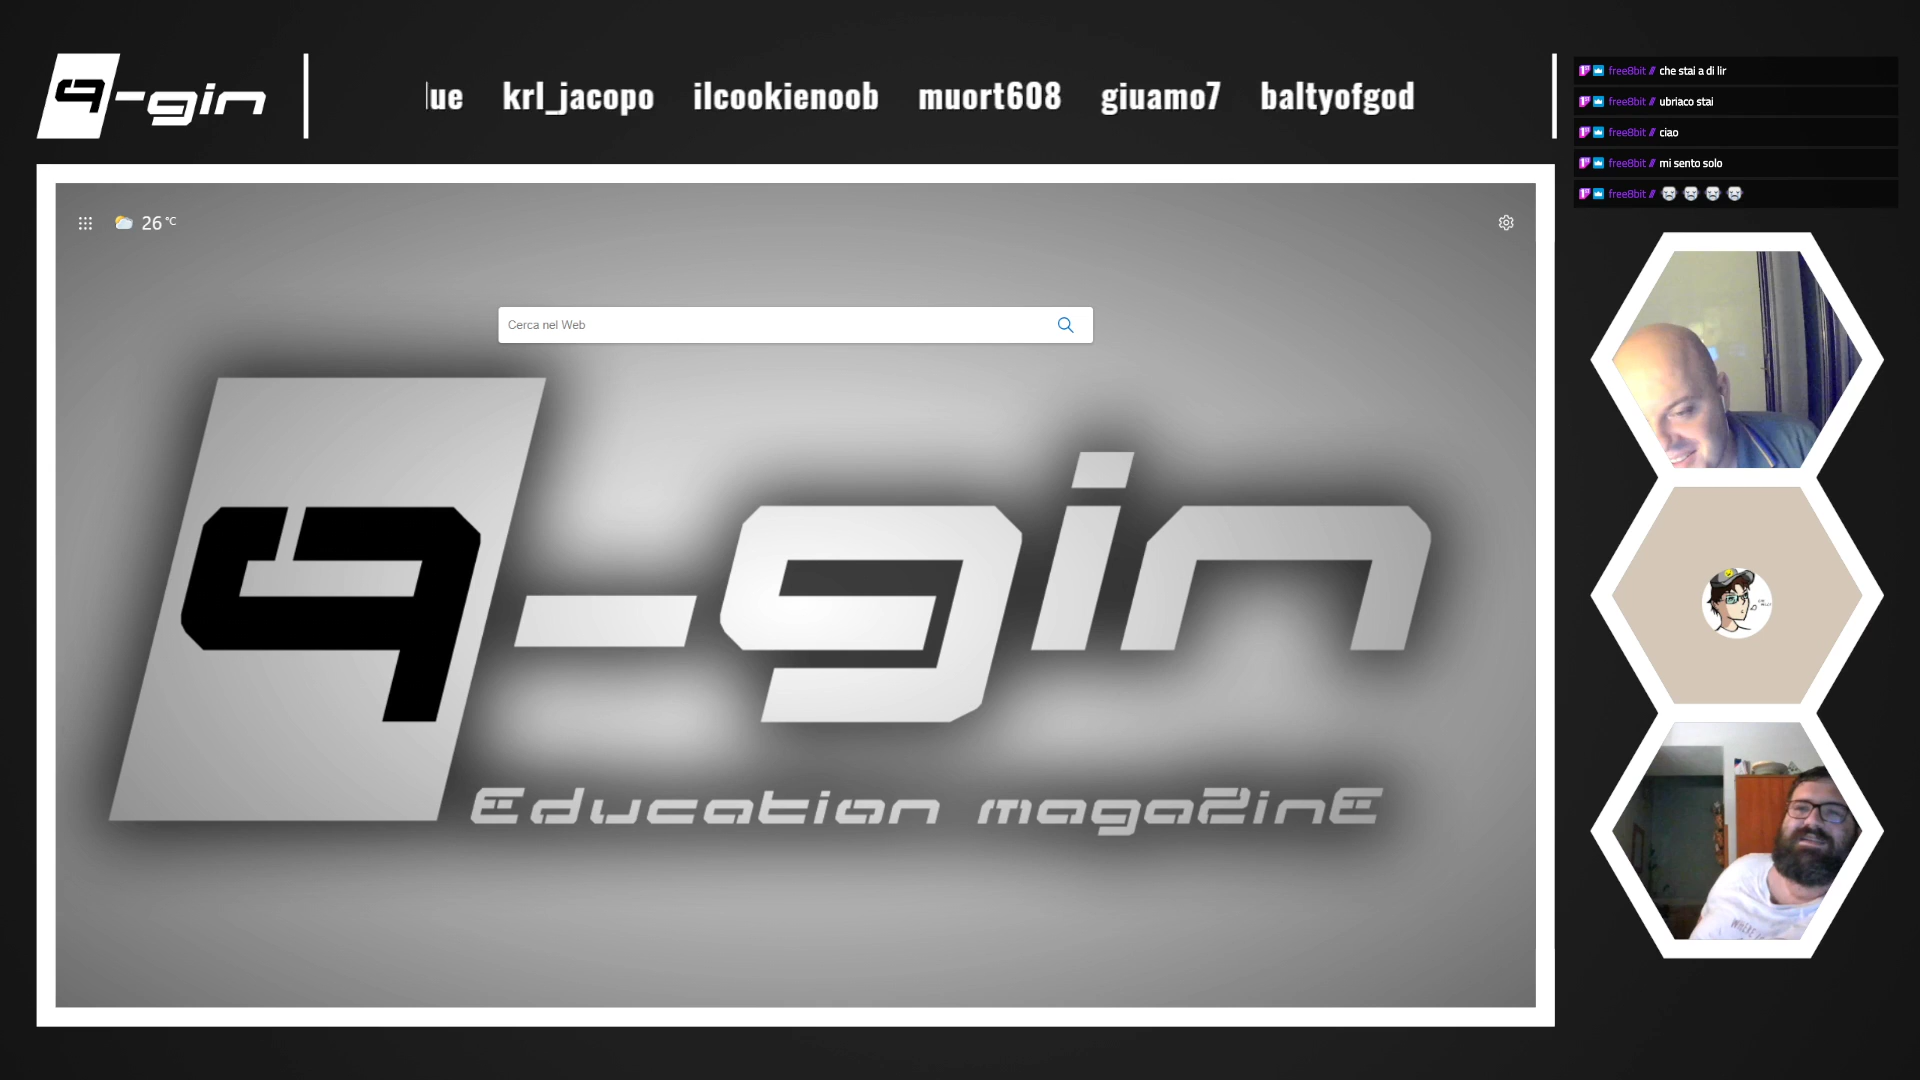 q-gin
lue krl_jacopo ilcookienoob muort608 giuamo7 baltyofgod
free8bit // che stai a di lir
free8bit // ubriaco stai
free8bit // ciao
free8bit // mi sento solo
free8bit //
26 °C
Cerca nel Web
q-gin
Education magaZinE